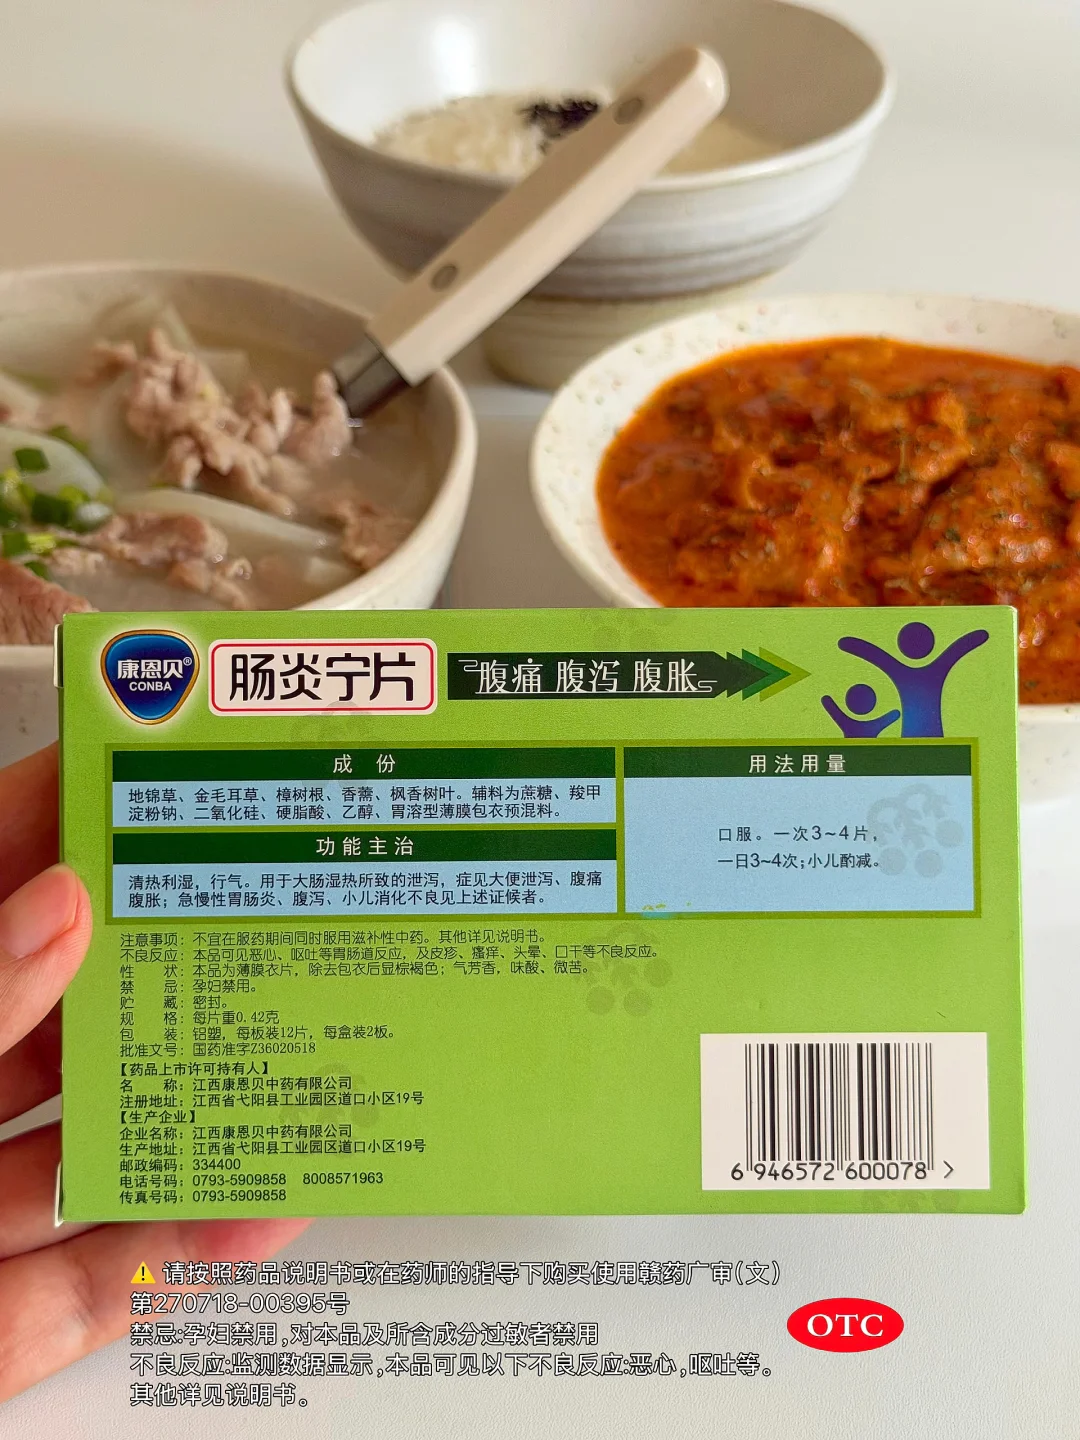 康恩贝®
CONBA
肠炎宁片
腹痛 腹泻 腹胀
成份
地锦草、金毛耳草、樟树根、香薷、枫香树叶。辅料为蔗糖、羧甲
淀粉钠、二氧化硅、硬脂酸、乙醇、胃溶型薄膜包衣预混料。
功能主治
清热利湿，行气。用于大肠湿热所致的泄泻，症见大便泄泻、腹痛
腹胀；急慢性胃肠炎、腹泻、小儿消化不良见上述证候者。
用法用量
口服。一次3~4片，
一日3~4次;小儿酌减。
注意事项：不宜在服药期间同时服用滋补性中药。其他详见说明书。
不良反应：本品可见恶心、呕吐等胃肠道反应，及皮疹、瘙痒、头晕、口干等不良反应。
性　　状：本品为薄膜衣片，除去包衣后显棕褐色；气芳香，味酸、微苦。
禁　　忌：孕妇禁用。
贮　　藏：密封。
规　　格：每片重0.42克
包　　装：铝塑，每板装12片，每盒装2板。
批准文号：国药准字Z36020518
【药品上市许可持有人】
名　　称：江西康恩贝中药有限公司
注册地址：江西省弋阳县工业园区道口小区19号
【生产企业】
企业名称：江西康恩贝中药有限公司
生产地址：江西省弋阳县工业园区道口小区19号
邮政编码：334400
电话号码：0793-5909858　8008571963
传真号码：0793-5909858
6 946572 600078 >
⚠️ 请按照药品说明书或在药师的指导下购买使用赣药广审(文)
第270718-00395号
禁忌:孕妇禁用,对本品及所含成分过敏者禁用
不良反应:监测数据显示,本品可见以下不良反应:恶心,呕吐等。
其他详见说明书。
OTC